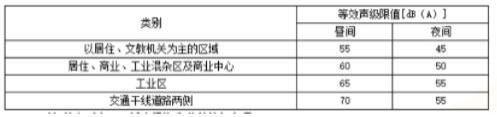 类别 等效声级限值[dB(A)]
昼间 夜间
以居住、文教机关为主的区域 55 45
居住、商业、工业混杂区及商业中心 60 50
工业区 65 55
交通干线道路两侧 70 55